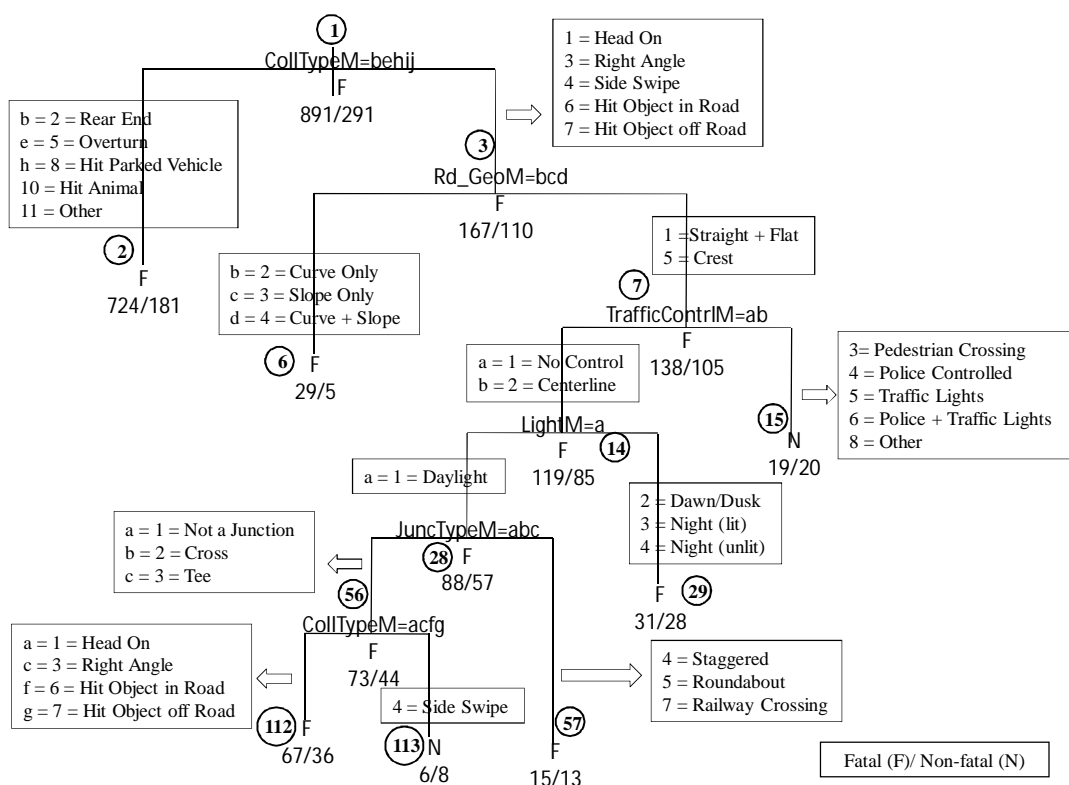 1
CollTypeM=behij
F
891/291
1 = Head On
3 = Right Angle
4 = Side Swipe
6 = Hit Object in Road
7 = Hit Object off Road
b = 2 = Rear End
e = 5 = Overturn
h = 8 = Hit Parked Vehicle
10 = Hit Animal
11 = Other
2
F
724/181
3
Rd_GeoM=bcd
F
167/110
b = 2 = Curve Only
c = 3 = Slope Only
d = 4 = Curve + Slope
6
F
29/5
1 =Straight + Flat
5 = Crest
7
TrafficContrlM=ab
F
138/105
a = 1 = No Control
b = 2 = Centerline
3= Pedestrian Crossing
4 = Police Controlled
5 = Traffic Lights
6 = Police + Traffic Lights
8 = Other
15
N
19/20
LightM=a
F
14
119/85
a = 1 = Daylight
2 = Dawn/Dusk
3 = Night (lit)
4 = Night (unlit)
F
29
31/28
a = 1 = Not a Junction
b = 2 = Cross
c = 3 = Tee
JuncTypeM=abc
28
F
88/57
56
CollTypeM=acfg
F
73/44
a = 1 = Head On
c = 3 = Right Angle
f = 6 = Hit Object in Road
g = 7 = Hit Object off Road
4 = Side Swipe
4 = Staggered
5 = Roundabout
7 = Railway Crossing
112
F
67/36
113
N
6/8
57
F
15/13
Fatal (F)/ Non-fatal (N)